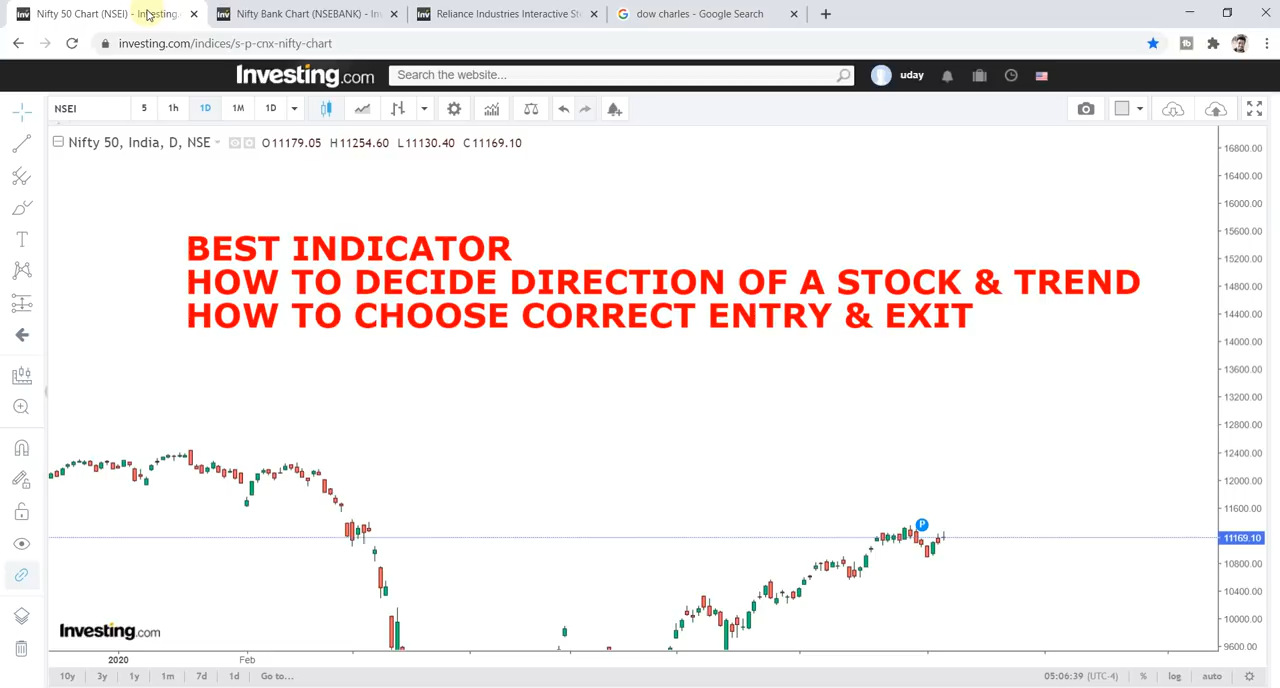 Nifty 50 Chart (NSEI) - Investing.
Nifty Bank Chart (NSEBANK) - In
Reliance Industries Interactive St
dow charles - Google Search
investing.com/indices/s-p-cnx-nifty-chart
Investing.com
Search the website...
uday
NSEI
5
1h
1D
1M
1D
Nifty 50, India, D, NSE
O11179.05 H11254.60 L11130.40 C11169.10
BEST INDICATOR
HOW TO DECIDE DIRECTION OF A STOCK & TREND
HOW TO CHOOSE CORRECT ENTRY & EXIT
16800.00
16400.00
16000.00
15600.00
15200.00
14800.00
14400.00
14000.00
13600.00
13200.00
12800.00
12400.00
12000.00
11600.00
11169.10
10800.00
10400.00
10000.00
9600.00
P
Investing.com
2020
Feb
10y
3y
1y
1m
7d
1d
Go to...
05:06:39 (UTC-4)
%
log
auto